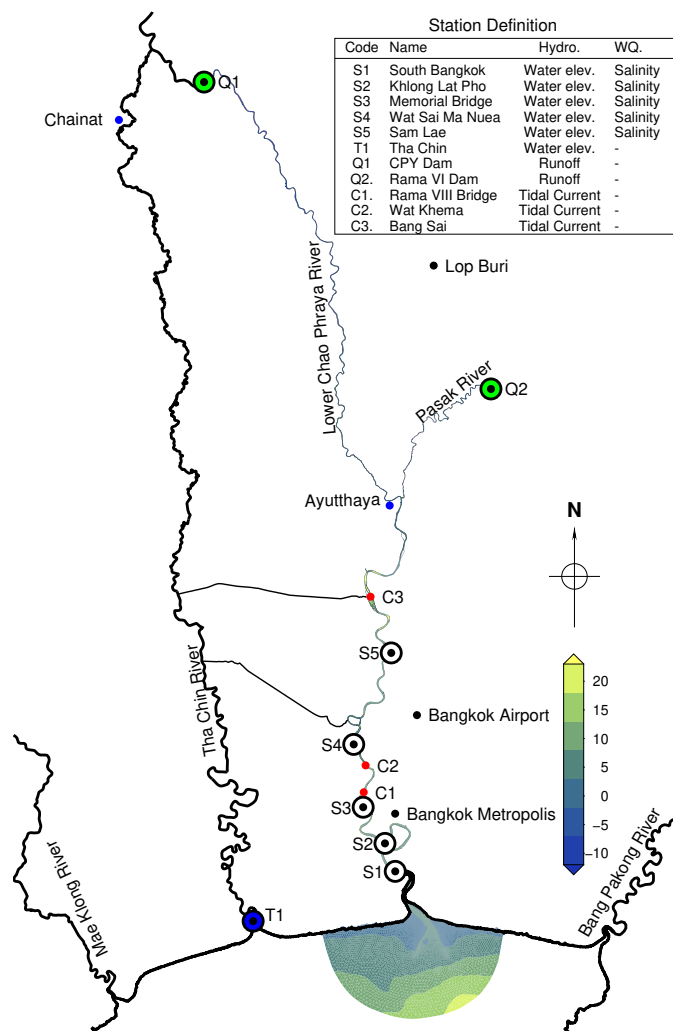 Station Definition
Code Name Hydro. WQ.
S1 South Bangkok Water elev. Salinity
S2 Khlong Lat Pho Water elev. Salinity
S3 Memorial Bridge Water elev. Salinity
S4 Wat Sai Ma Nuea Water elev. Salinity
S5 Sam Lae Water elev. Salinity
T1 Tha Chin Water elev. -
Q1 CPY Dam Runoff -
Q2. Rama VI Dam Runoff -
C1. Rama VIII Bridge Tidal Current -
C2. Wat Khema Tidal Current -
C3. Bang Sai Tidal Current -
Q1
Chainat
Lop Buri
Lower Chao Phraya River
Pasak River
Q2
Ayutthaya
N
C3
S5
Tha Chin River
20
15
10
5
0
−5
−10
Bangkok Airport
S4
C2
C1
S3
Bangkok Metropolis
S2
S1
Mae Klong River
T1
Bang Pakong River